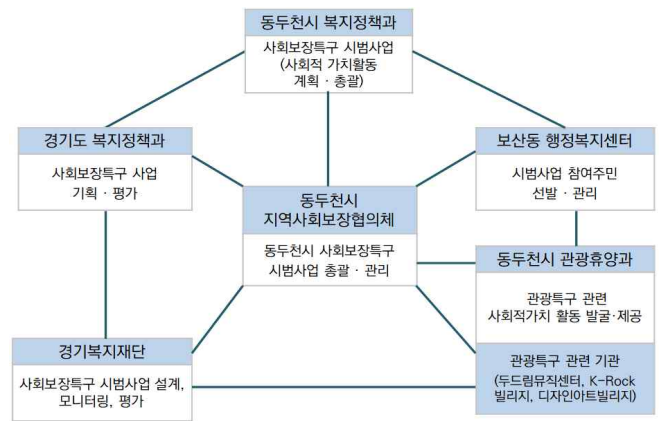 동두천시 복지정책과
사회보장특구 시범사업
(사회적 가치활동
계획 · 총괄)
경기도 복지정책과
사회보장특구 사업
기획 · 평가
보산동 행정복지센터
시범사업 참여주민
선발 · 관리
동두천시
지역사회보장협의체
동두천시 사회보장특구
시범사업 총괄 · 관리
동두천시 관광휴양과
관광특구 관련
사회적가치 활동 발굴·제공
경기복지재단
사회보장특구 시범사업 설계,
모니터링, 평가
관광특구 관련 기관
(두드림뮤직센터, K-Rock
빌리지, 디자인아트빌리지)